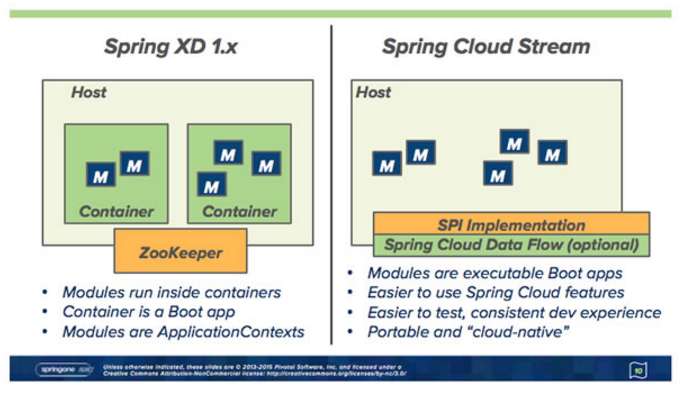 Spring XD 1.x
Host
M
M
Container
M
M
M
Container
ZooKeeper
• Modules run inside containers
• Container is a Boot app
• Modules are ApplicationContexts
Spring Cloud Stream
Host
M
M
M
M
M
SPI Implementation
Spring Cloud Data Flow (optional)
• Modules are executable Boot apps
• Easier to use Spring Cloud features
• Easier to test, consistent dev experience
• Portable and “cloud-native”
springone
Unless otherwise indicated, these slides are © 2013-2015 Pivotal Software, Inc. and licensed under a
Creative Commons Attribution-NonCommercial license: http://creativecommons.org/licenses/by-nc/3.0/
10